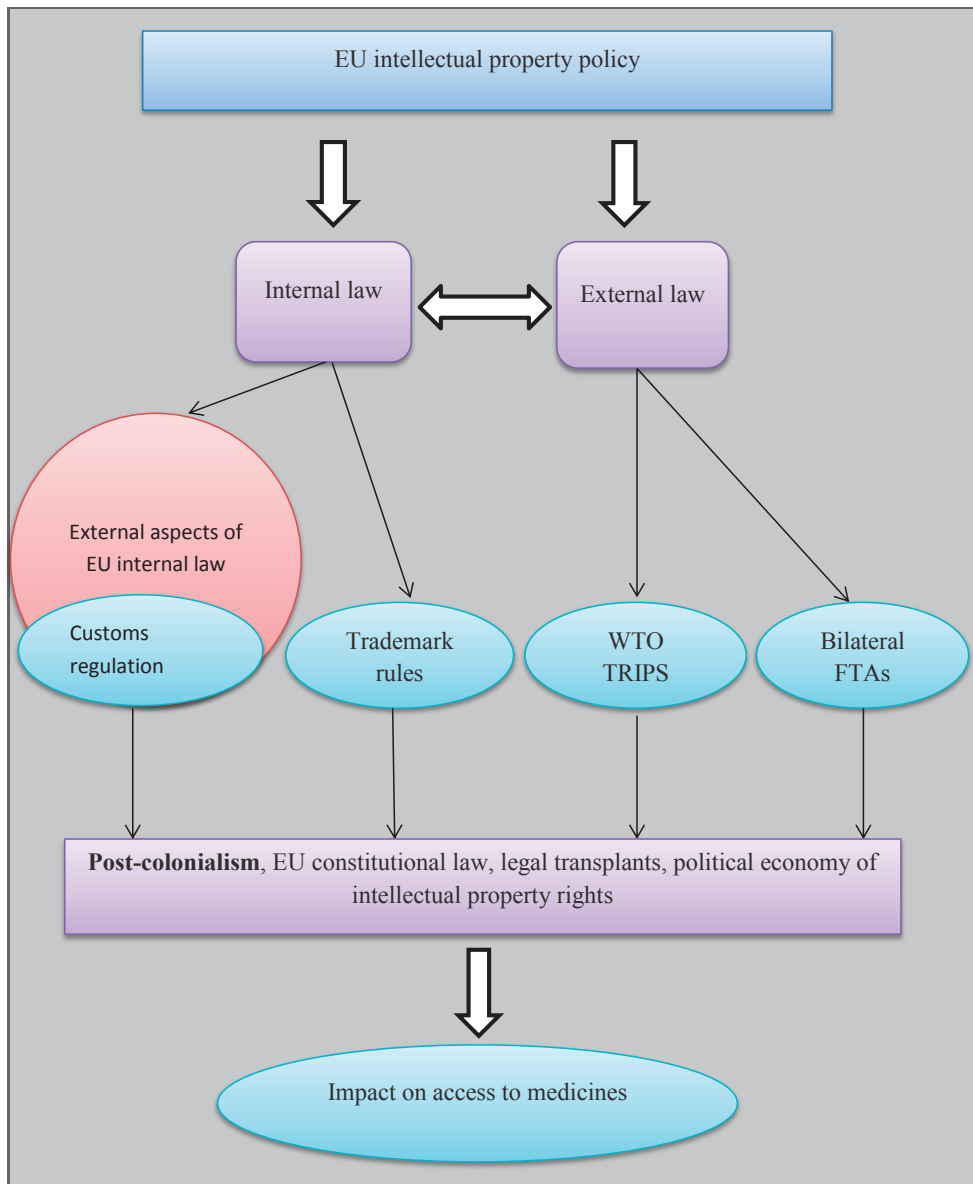 EU intellectual property policy
Internal law
External law
External aspects of
EU internal law
Customs
regulation
Trademark
rules
WTO
TRIPS
Bilateral
FTAs
Post-colonialism, EU constitutional law, legal transplants, political economy of
intellectual property rights
Impact on access to medicines